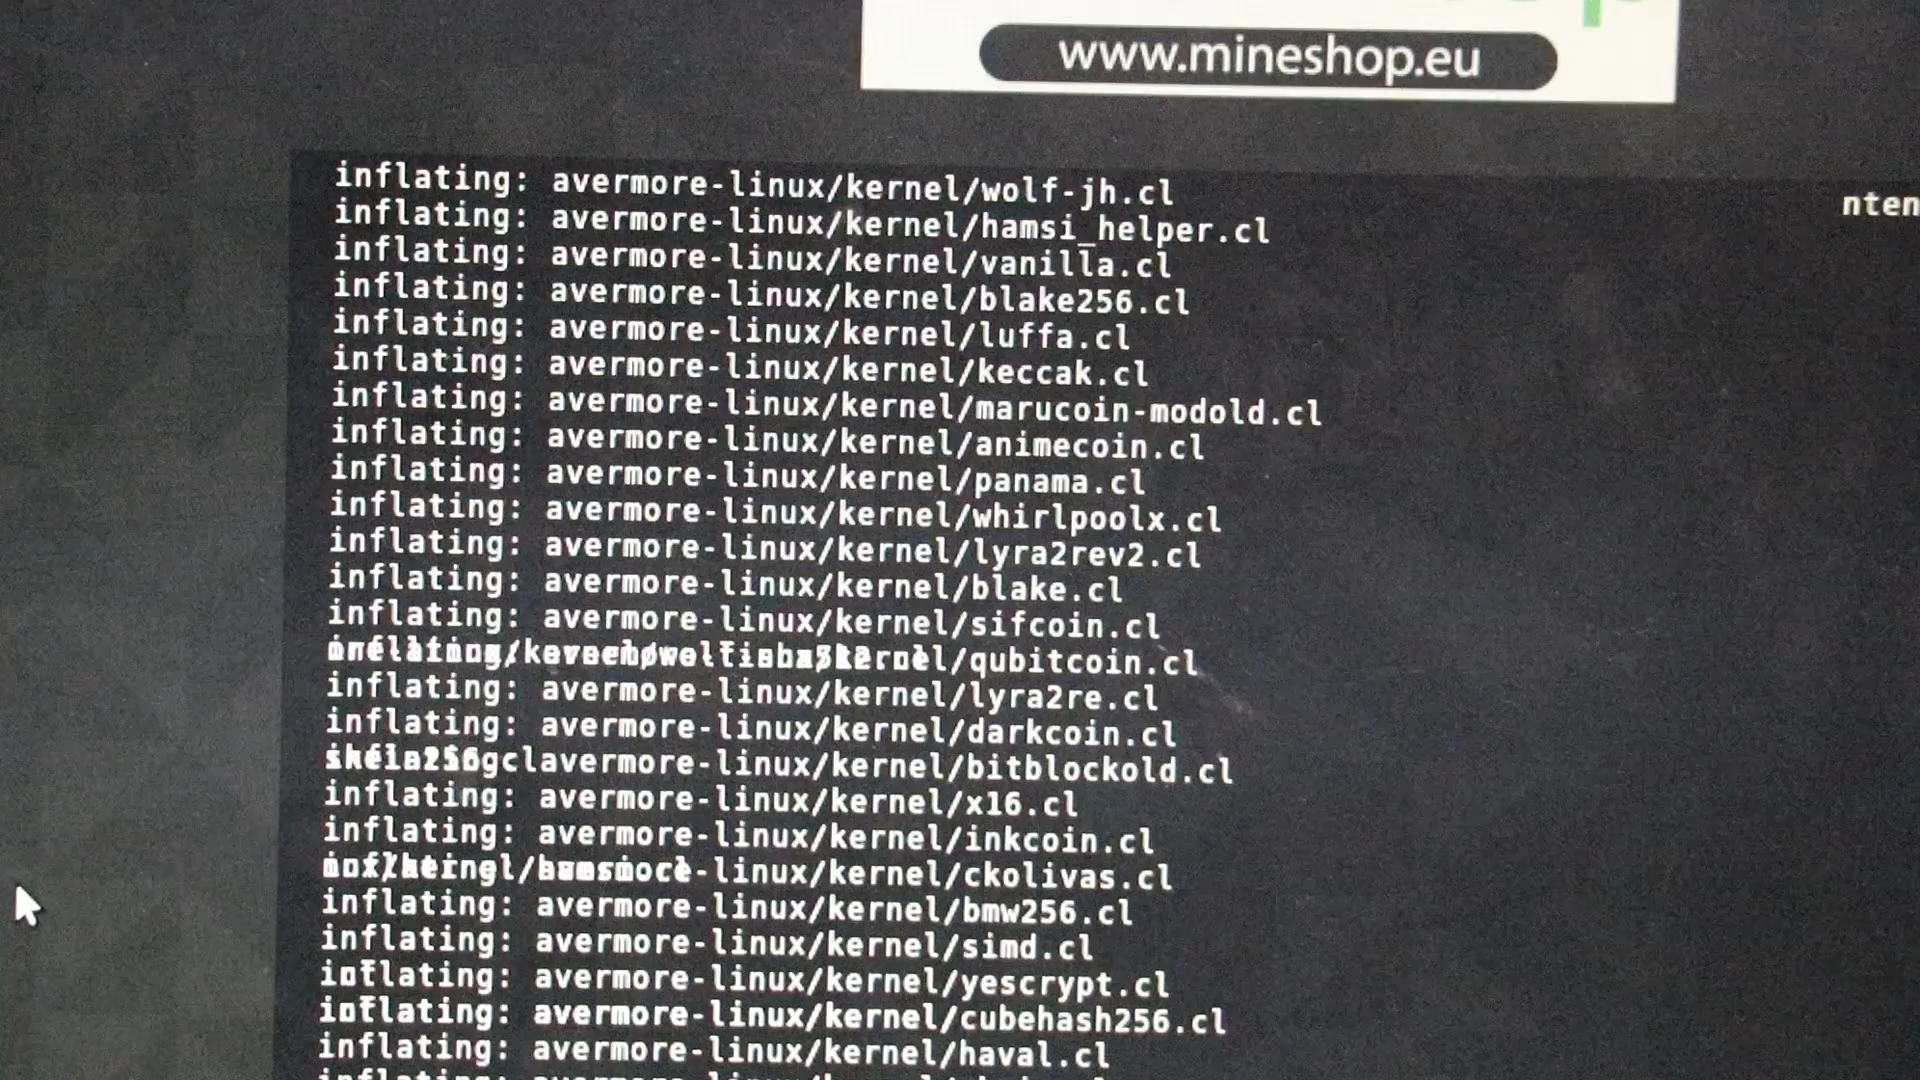 www.mineshop.eu
inflating: avermore-linux/kernel/wolf-jh.cl
nten
inflating: avermore-linux/kernel/hamsi_helper.cl
inflating: avermore-linux/kernel/vanilla.cl
inflating: avermore-linux/kernel/blake256.cl
inflating: avermore-linux/kernel/luffa.cl
inflating: avermore-linux/kernel/keccak.cl
inflating: avermore-linux/kernel/marucoin-modold.cl
inflating: avermore-linux/kernel/animecoin.cl
inflating: avermore-linux/kernel/panama.cl
inflating: avermore-linux/kernel/whirlpoolx.cl
inflating: avermore-linux/kernel/lyra2rev2.cl
inflating: avermore-linux/kernel/blake.cl
inflating: avermore-linux/kernel/sifcoin.cl
/qubitcoin.cl
inflating: avermore-linux/kernel/lyra2re.cl
inflating: avermore-linux/kernel/darkcoin.cl
avermore-linux/kernel/bitblockold.cl
inflating: avermore-linux/kernel/x16.cl
inflating: avermore-linux/kernel/inkcoin.cl
-linux/kernel/ckolivas.cl
inflating: avermore-linux/kernel/bmw256.cl
inflating: avermore-linux/kernel/simd.cl
avermore-linux/kernel/yescrypt.cl
avermore-linux/kernel/cubehash256.cl
inflating: avermore-linux/kernel/haval.cl